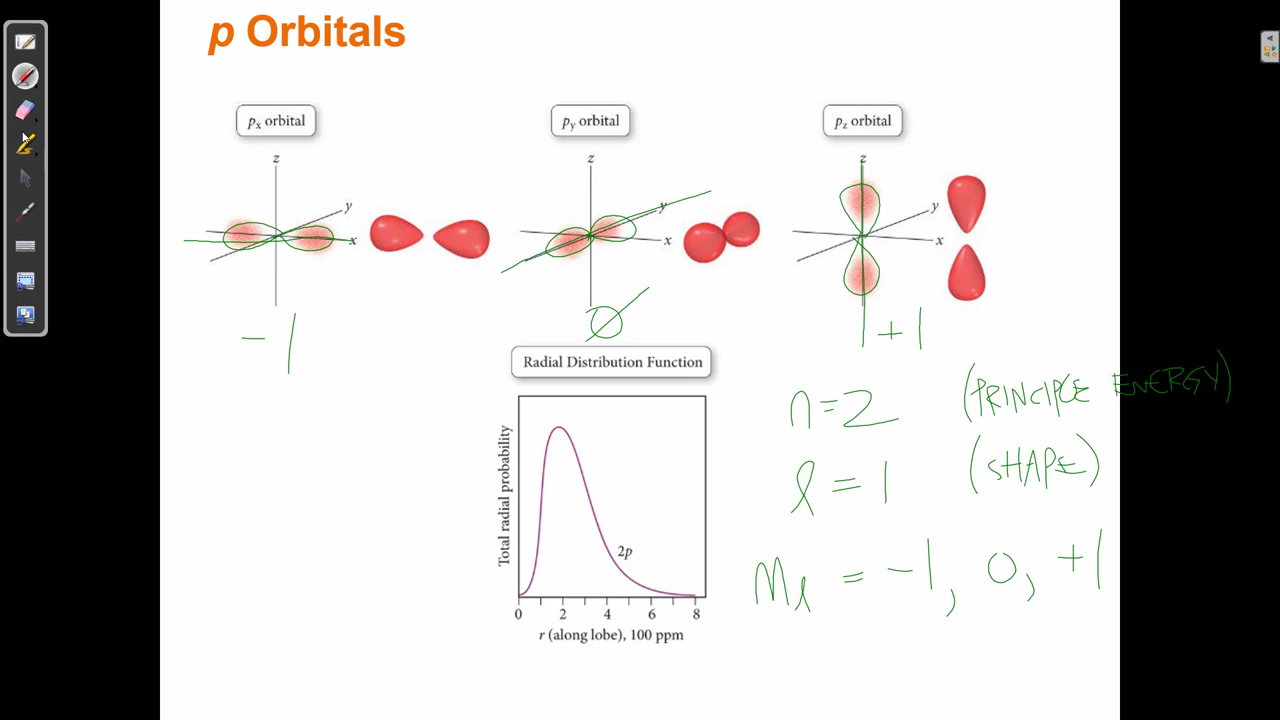 p Orbitals
px orbital
py orbital
pz orbital
z
y
x
z
y
x
z
y
x
-1
0
+1
Radial Distribution Function
Total radial probability
2p
0 2 4 6 8
r (along lobe), 100 ppm
n=2 (PRINCIPLE ENERGY)
l = 1 (SHAPE)
Ml = -1, 0, +1